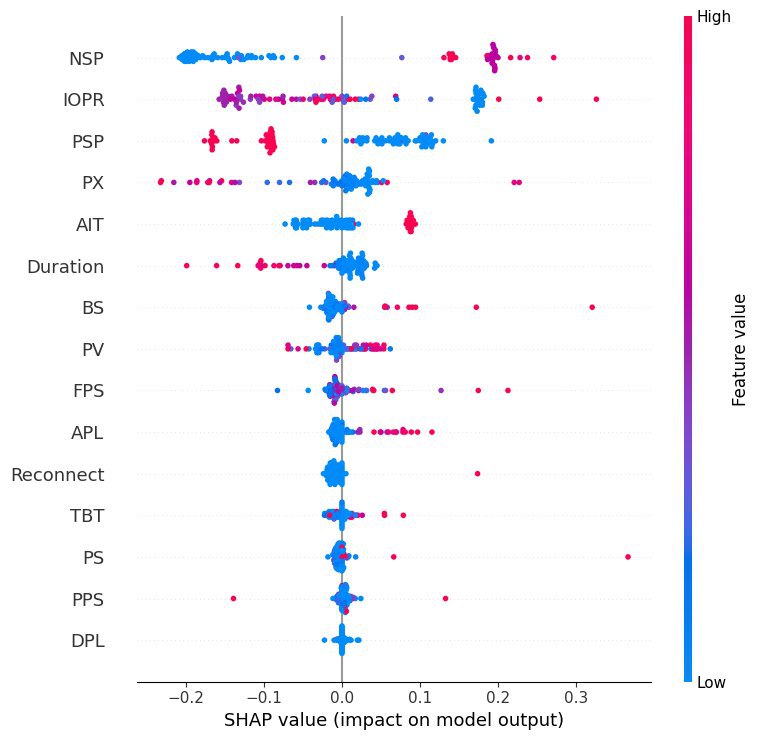 High
NSP
IOPR
PSP
PX
AIT
Duration
BS
PV
FPS
APL
Reconnect
TBT
PS
PPS
DPL
Feature value
Low
−0.2 −0.1 0.0 0.1 0.2 0.3
SHAP value (impact on model output)